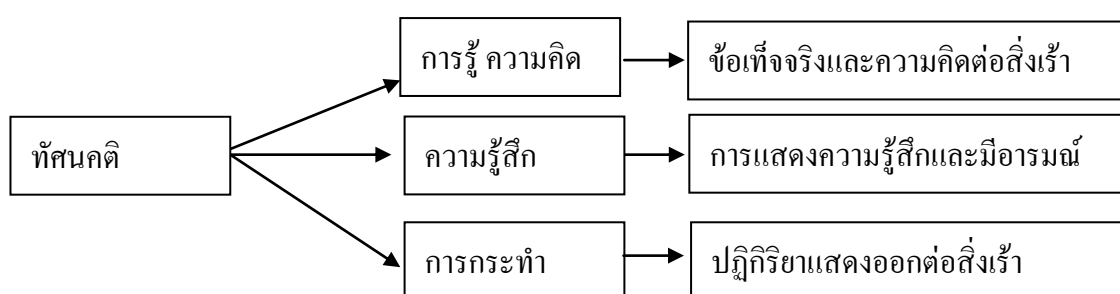 การรู้ ความคิด
ข้อเท็จจริงและความคิดต่อสิ่งเร้า
ทัศนคติ
ความรู้สึก
การแสดงความรู้สึกและมีอารมณ์
การกระทำ
ปฏิกิริยาแสดงออกต่อสิ่งเร้า